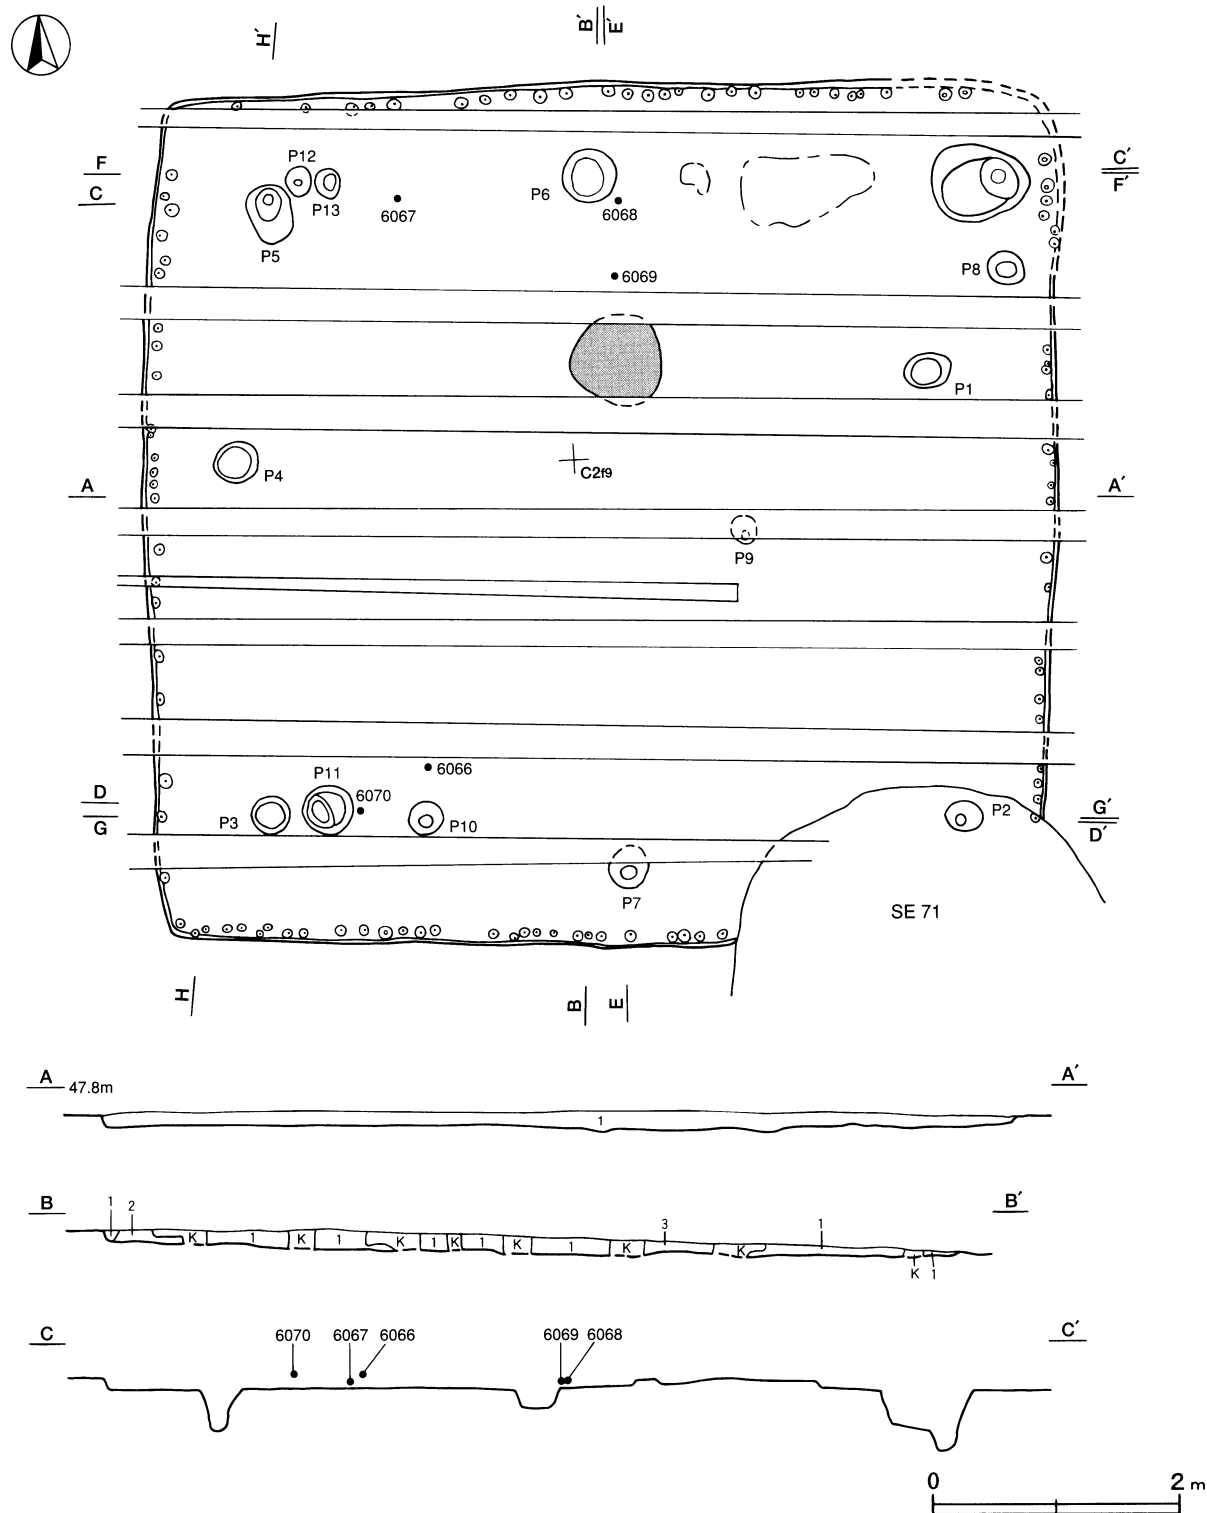 H′
B′ E′
F
C
C′
F′
P12
P13
P5
6067
P6
6068
6069
P8
P1
P4
C2f9
A
A′
P9
6066
P11
6070
P3
P10
P2
D
G
G′
D′
P7
SE 71
H
B E
A 47.8m A′
1
B B′
1 2 K 1 K 1 K 1 K 1 K 1 K 3 K 1
K 1
C C′
6070 6067 6066 6069 6068
0 2 m